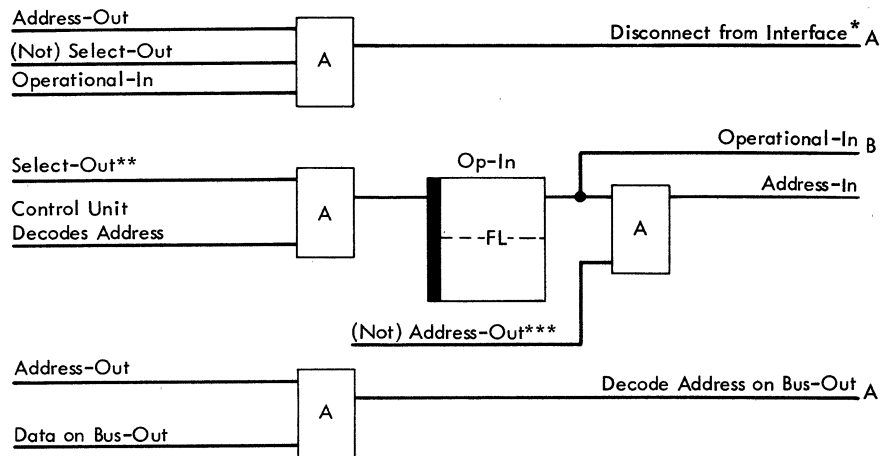 Address-Out
(Not) Select-Out
Operational-In
A
Disconnect from Interface* A
Select-Out**
Control Unit
Decodes Address
A
Op-In
FL
Operational-In B
Address-In
A
(Not) Address-Out***
Address-Out
Data on Bus-Out
A
Decode Address on Bus-Out A